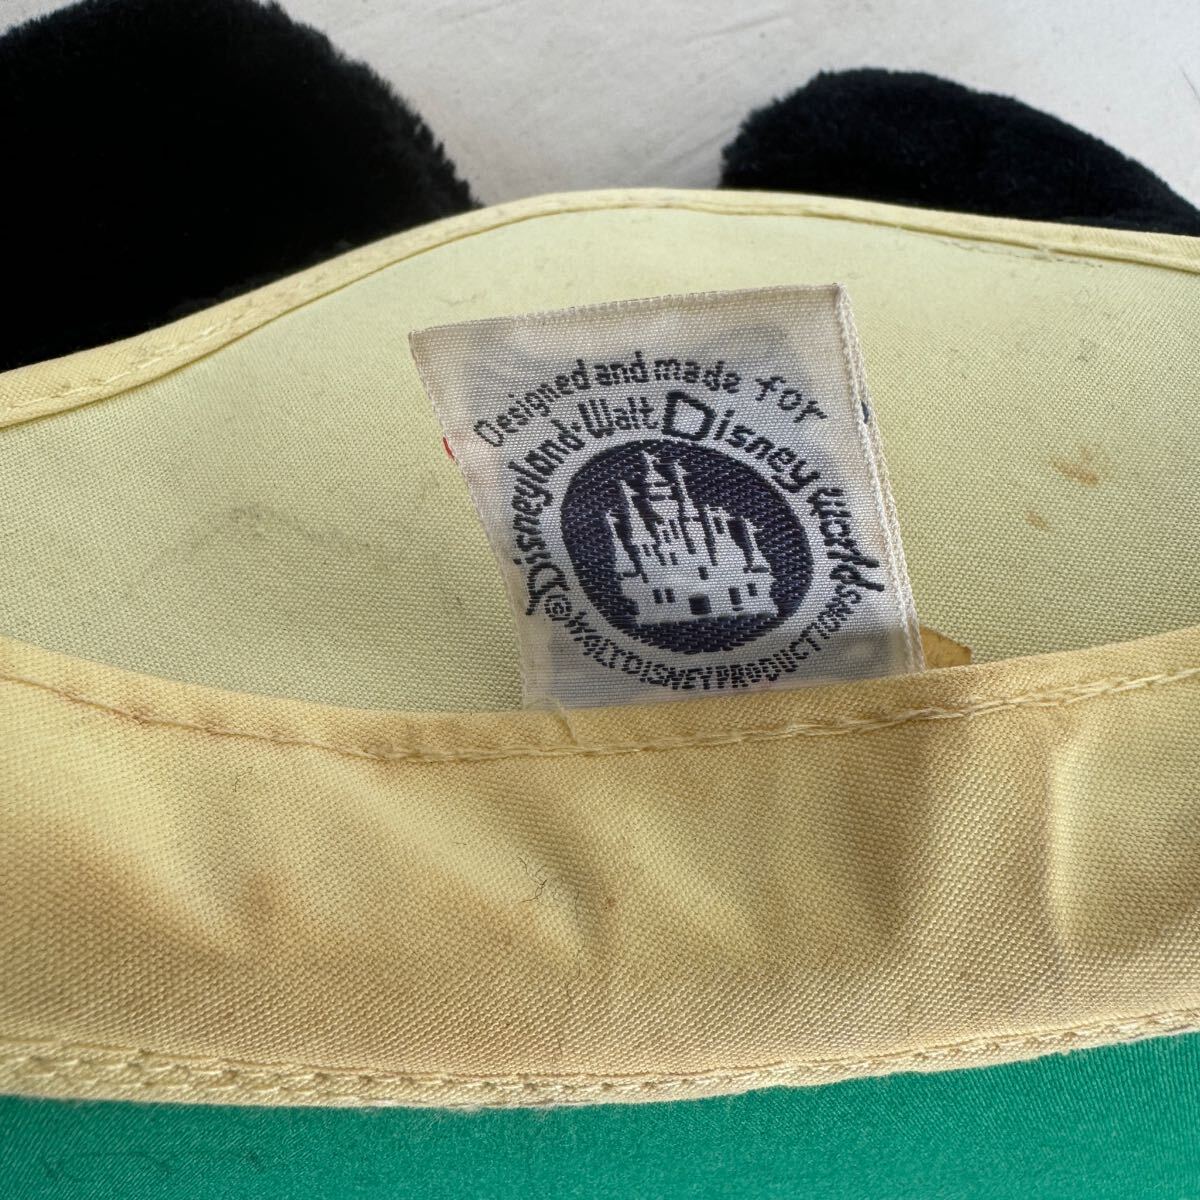 Designed and made for
Disneyland·Walt Disney World
© WALT DISNEY PRODUCTIONS